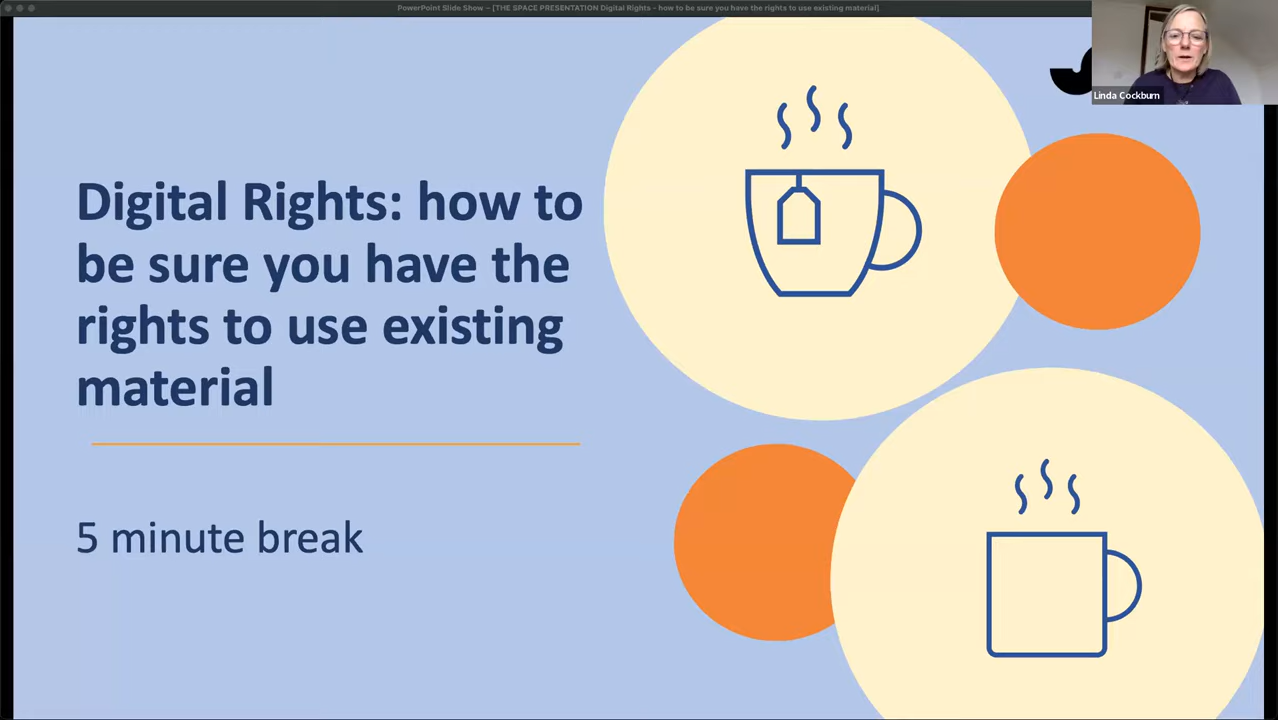 PowerPoint Slide Show – [THE SPACE PRESENTATION Digital Rights - how to be sure you have the rights to use existing material]
Linda Cockburn
Digital Rights: how to
be sure you have the
rights to use existing
material
5 minute break